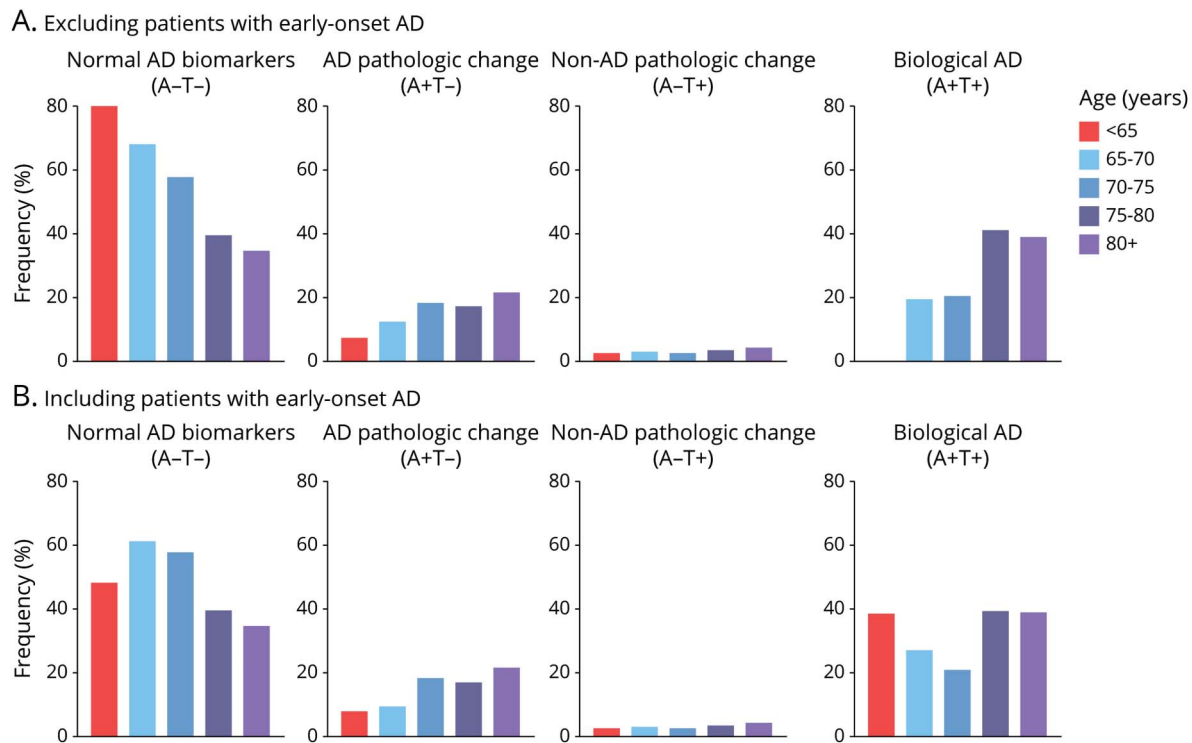 A. Excluding patients with early-onset AD
Normal AD biomarkers
(A–T–)
AD pathologic change
(A+T–)
Non-AD pathologic change
(A–T+)
Biological AD
(A+T+)
Frequency (%)
80
60
40
20
0
80
60
40
20
0
80
60
40
20
0
80
60
40
20
0
Age (years)
<65
65-70
70-75
75-80
80+
B. Including patients with early-onset AD
Normal AD biomarkers
(A–T–)
AD pathologic change
(A+T–)
Non-AD pathologic change
(A–T+)
Biological AD
(A+T+)
Frequency (%)
80
60
40
20
0
80
60
40
20
0
80
60
40
20
0
80
60
40
20
0